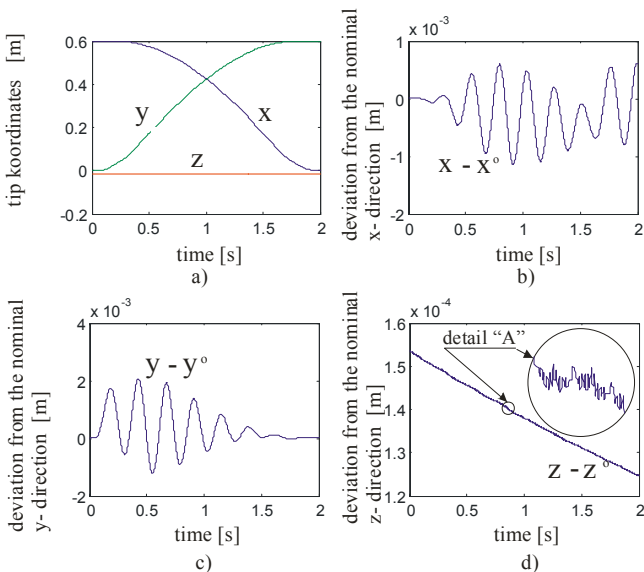 tip koordinates [m]
0.6
0.4
0.2
0
-0.2
y
x
z
0 0.5 1 1.5 2
time [s]
a)
deviation from the nominal
x- direction [m]
x 10⁻³
1
0
-1
-2
x - x°
0 0.5 1 1.5 2
time [s]
b)
deviation from the nominal
y- direction [m]
x 10⁻³
4
2
0
-2
y - y°
0 0.5 1 1.5 2
time [s]
c)
deviation from the nominal
z- direction [m]
x 10⁻⁴
1.6
1.5
1.4
1.3
1.2
detail “A”
z - z°
0 0.5 1 1.5 2
time [s]
d)